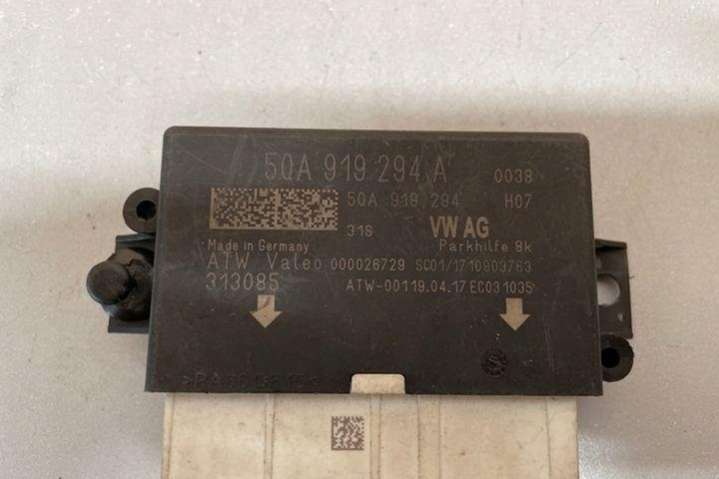 5QA 919 294 A 0038
5QA 919 294 H07
31S VW AG
Made in Germany Parkhilfe 8k
ATW Valeo 000026729 SC01/1710903763
313085 ATW-00119.04.17 EC03 1035